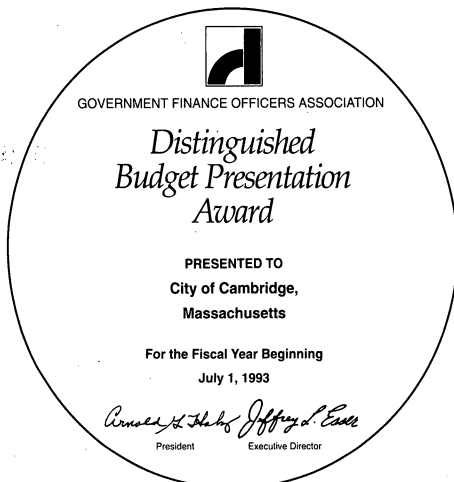 GOVERNMENT FINANCE OFFICERS ASSOCIATION
Distinguished
Budget Presentation
Award
PRESENTED TO
City of Cambridge,
Massachusetts
For the Fiscal Year Beginning
July 1, 1993
Arnold L. Jeffrey L. Esser
President Executive Director